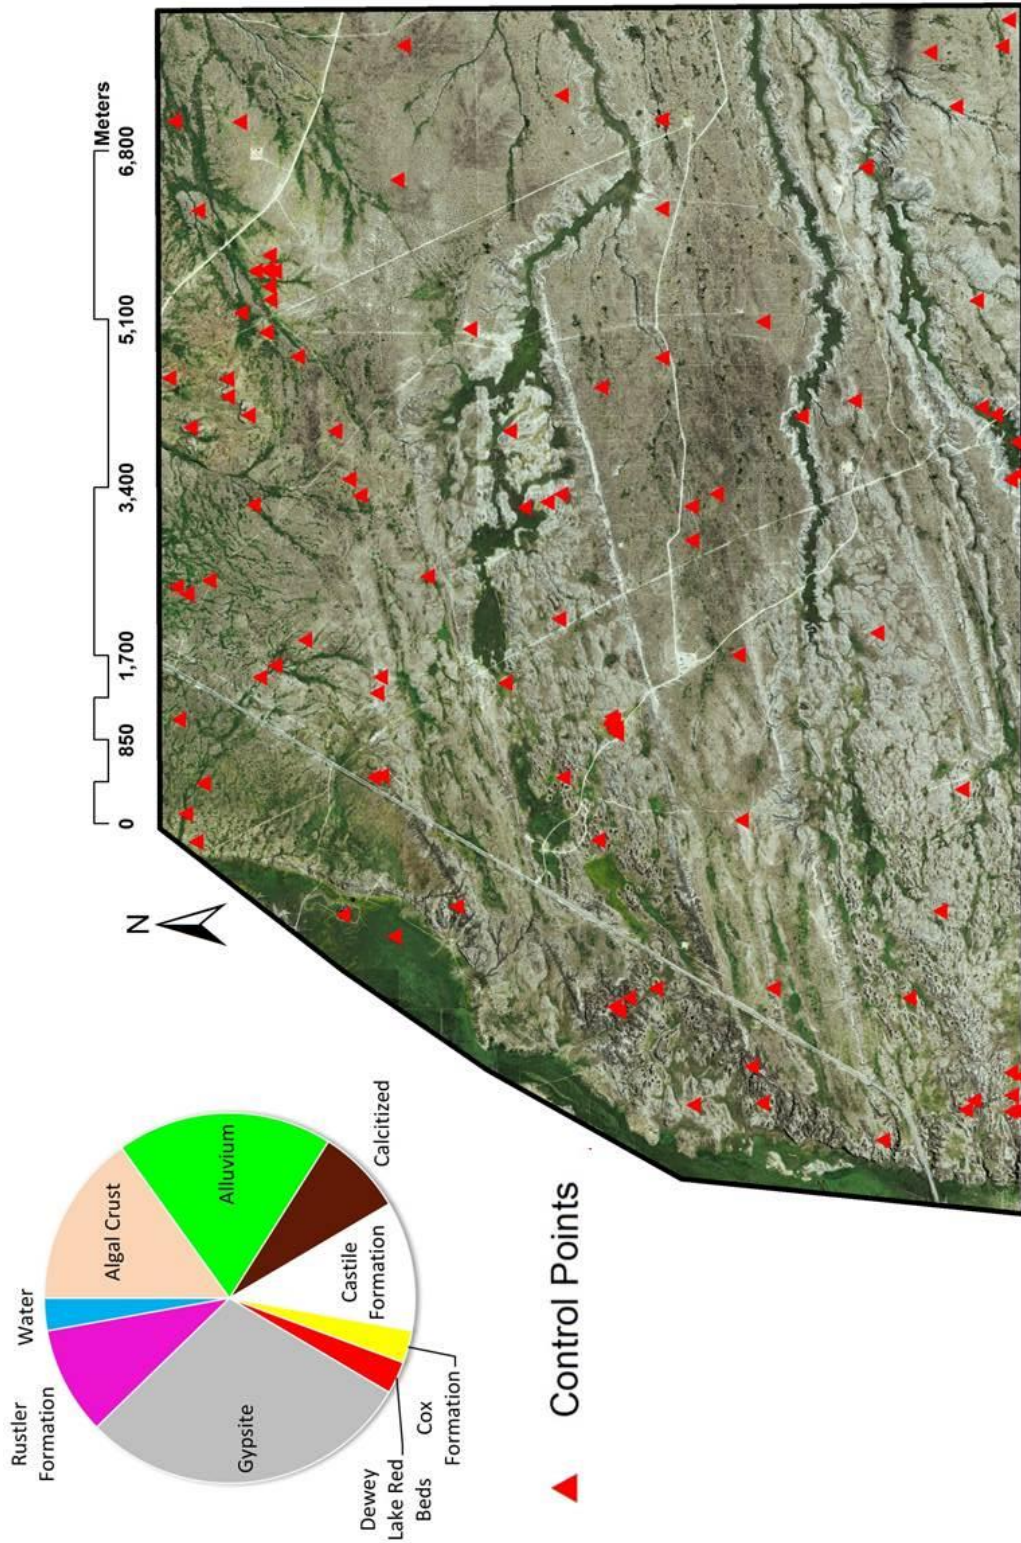 Rustler
Formation
Water
Algal Crust
Alluvium
Calcitized
Castile
Formation
Cox
Formation
Dewey
Lake Red
Beds
Gypsite
Control Points
N
0 850 1,700 3,400 5,100 6,800
Meters